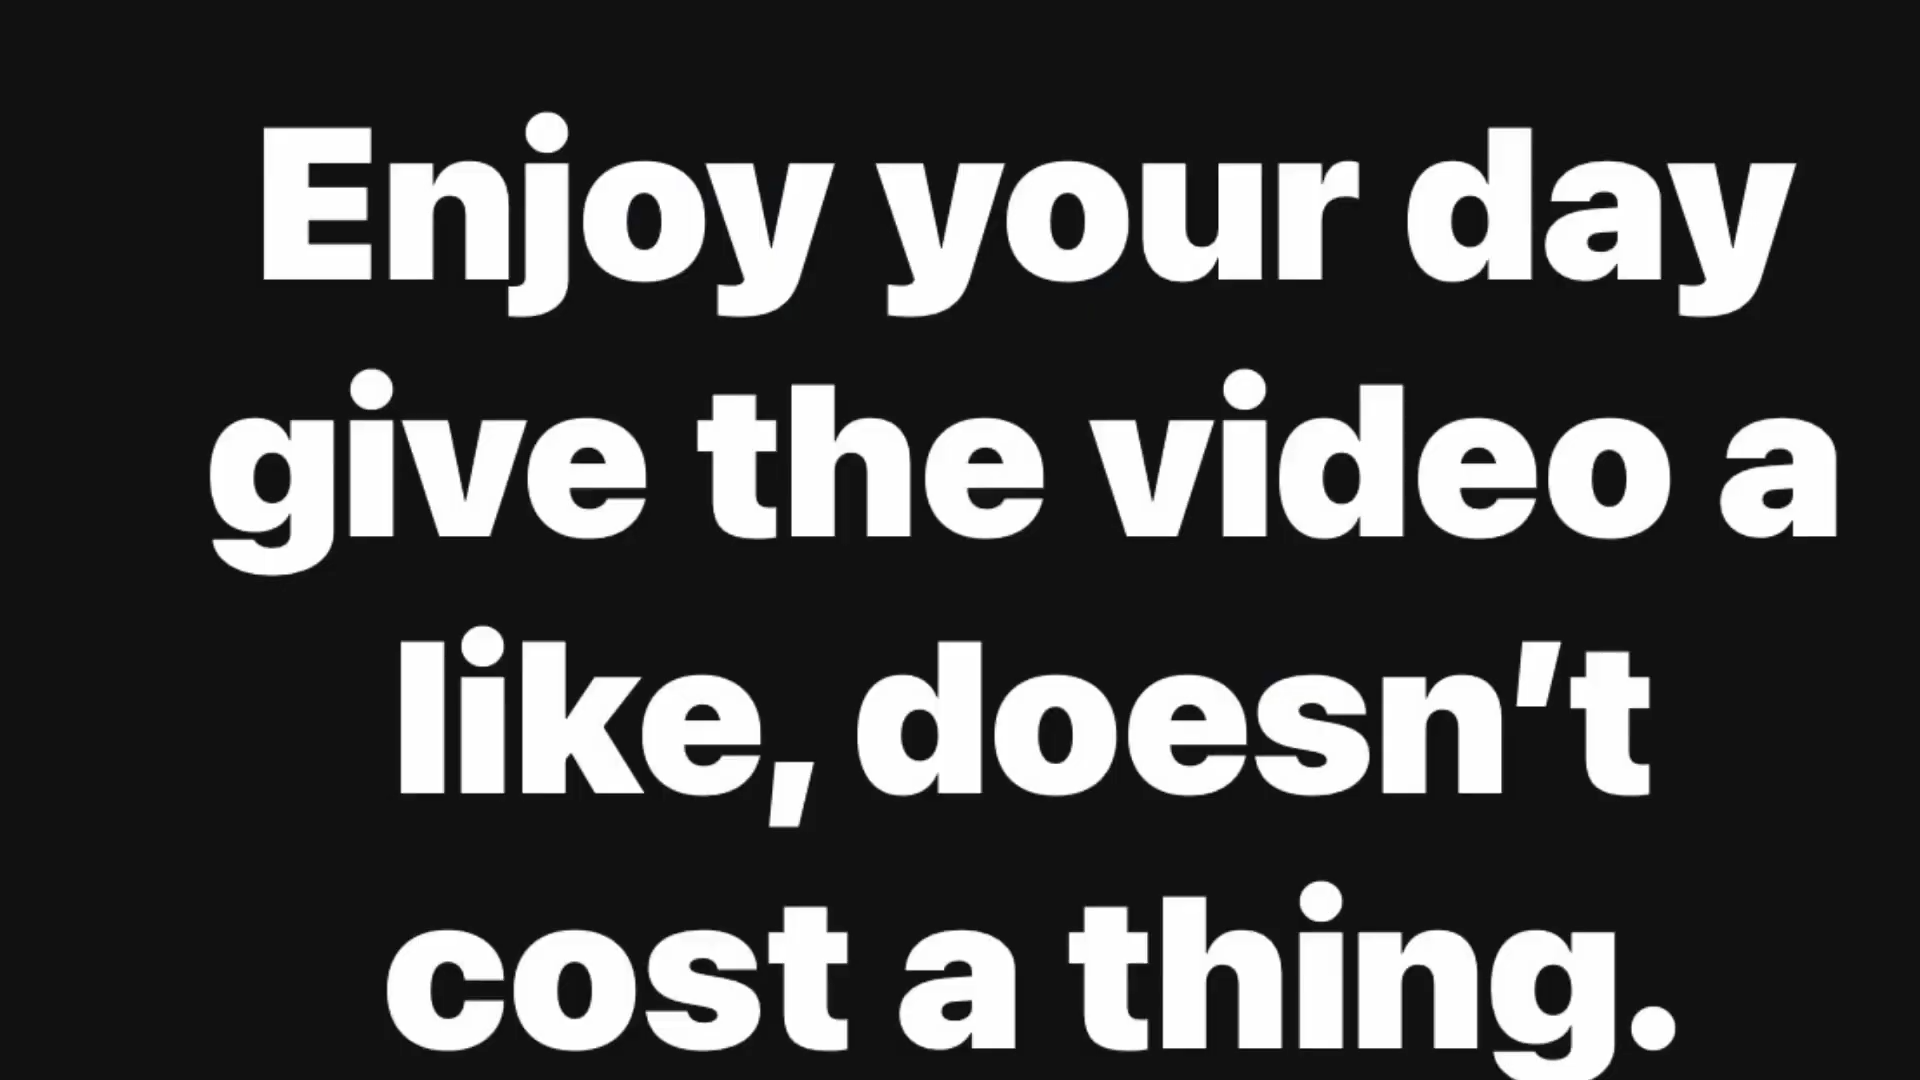 Enjoy your day
give the video a
like, doesn’t
cost a thing.